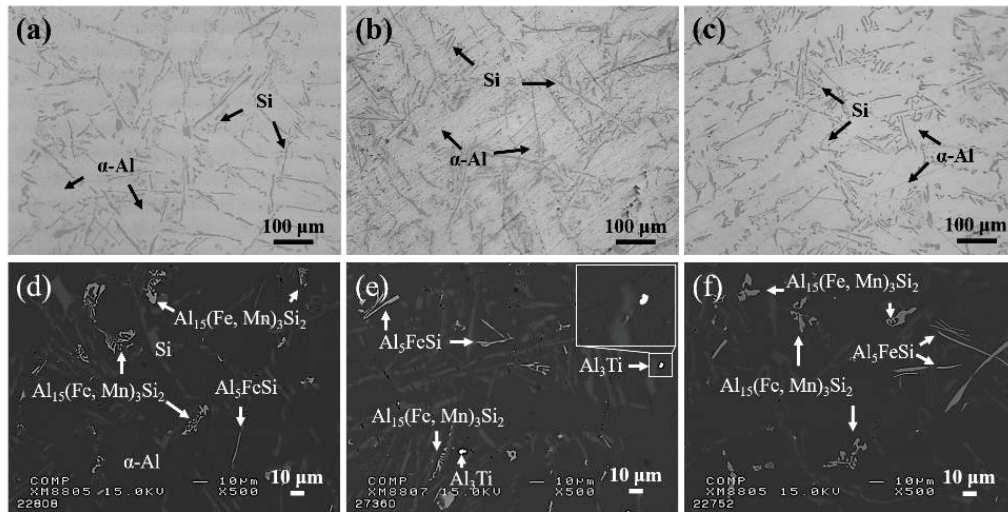 (a)
Si
α-Al
100 μm
(b)
Si
α-Al
100 μm
(c)
Si
α-Al
100 μm
(d)
Al15(Fe, Mn)3Si2
Si
Al15(Fe, Mn)3Si2
Al5FeSi
α-Al
10 μm
COMP 10μm
XM8805 15.0KV X500
22808
(e)
Al5FeSi
Al3Ti
Al15(Fe, Mn)3Si2
Al3Ti
10 μm
COMP 10μm
XM8807 15.0KV X500
27360
(f)
Al15(Fe, Mn)3Si2
Al5FeSi
Al15(Fe, Mn)3Si2
10 μm
COMP 10μm
XM8805 15.0KV X500
22752